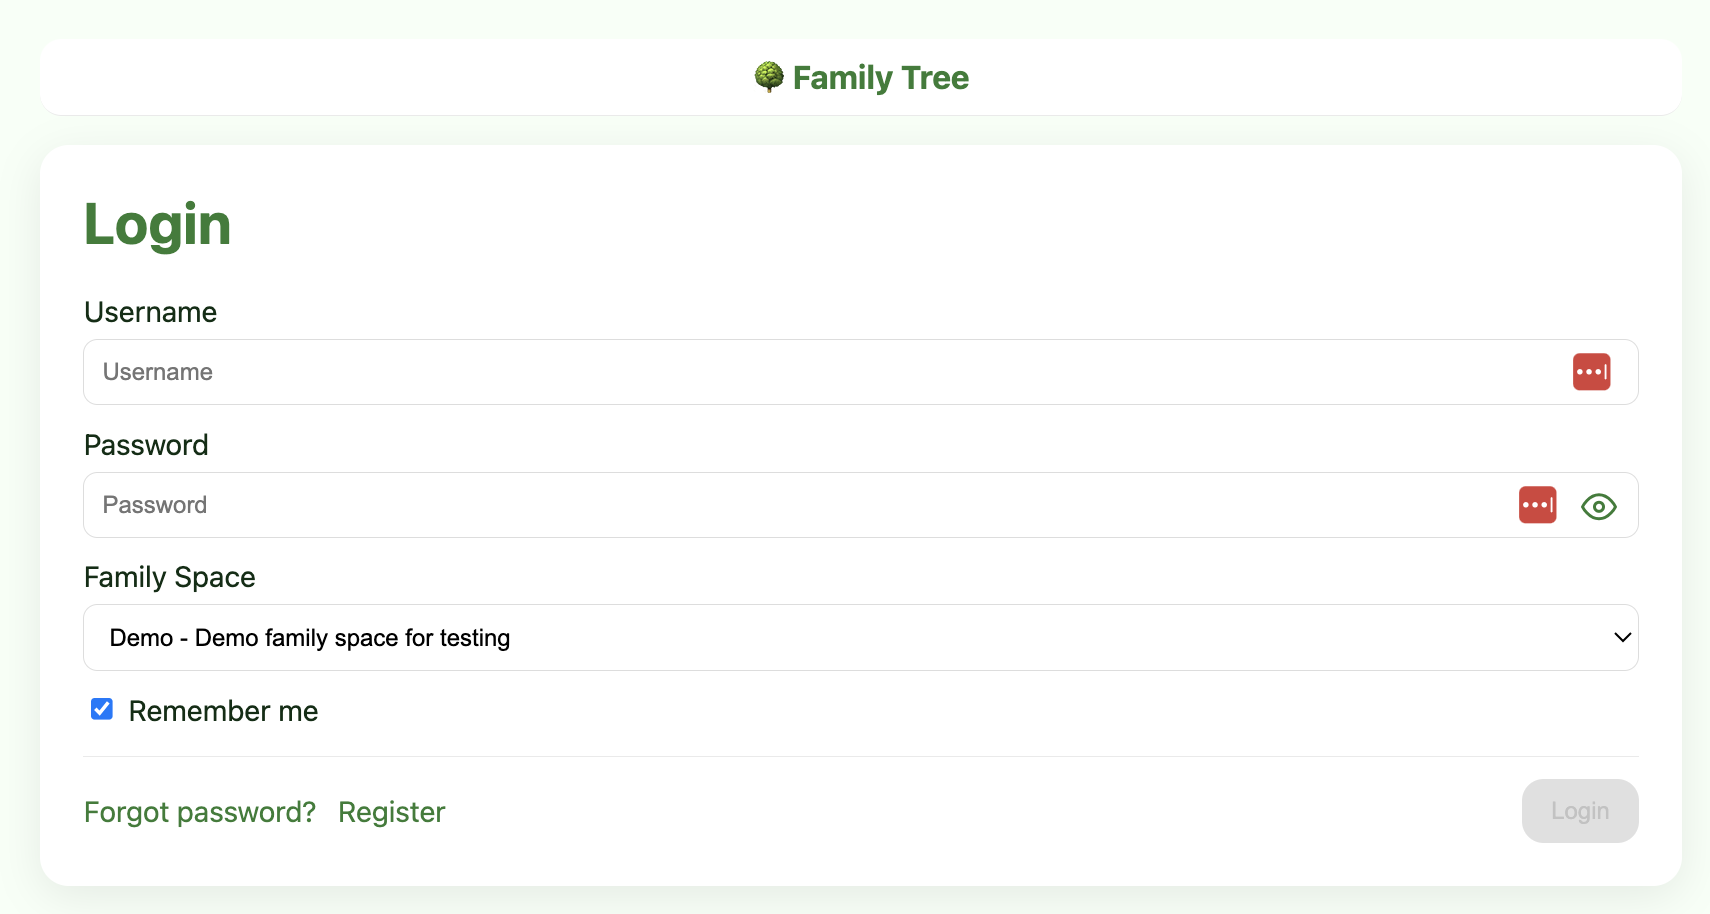 Family Tree
Login
Username
Username
Password
Password
Family Space
Demo - Demo family space for testing
Remember me
Forgot password? Register
Login